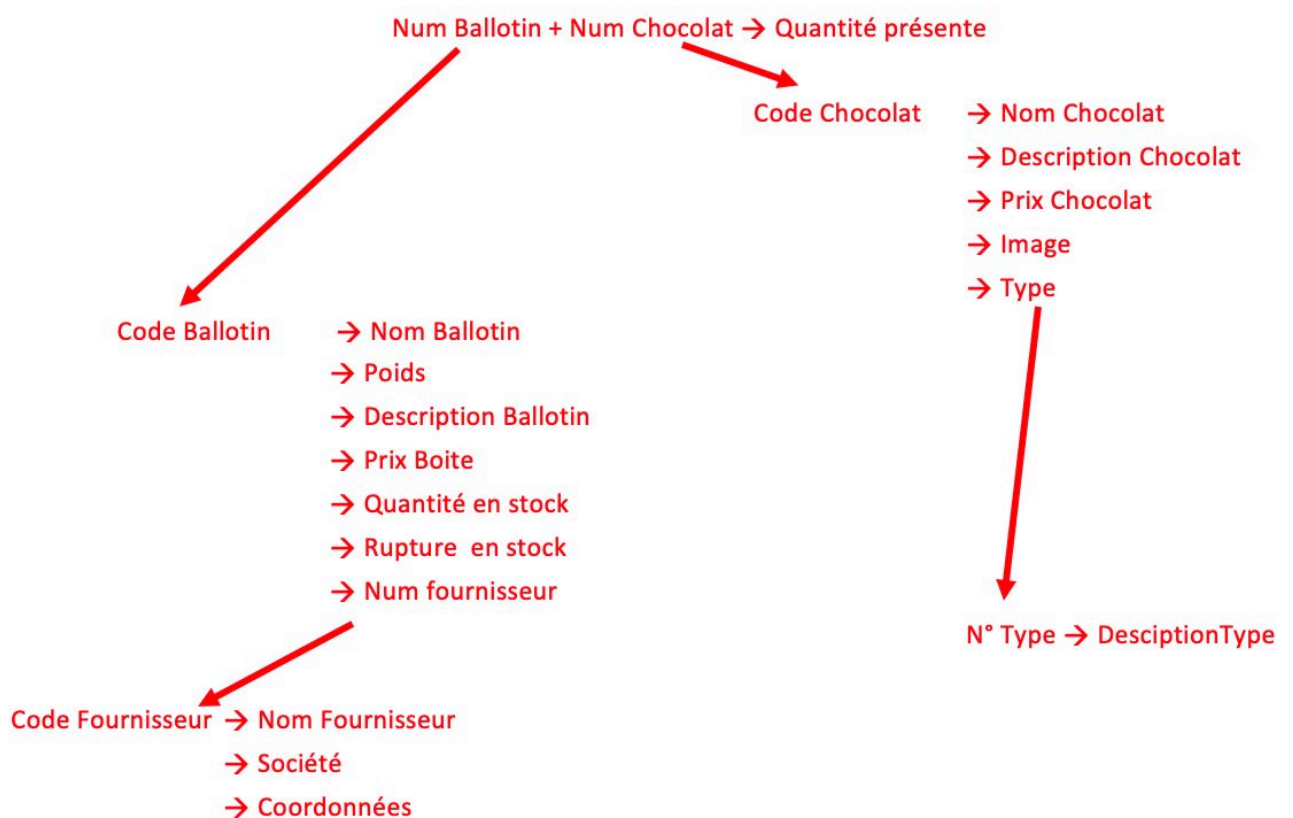 Num Ballotin + Num Chocolat → Quantité présente
Code Chocolat → Nom Chocolat
→ Description Chocolat
→ Prix Chocolat
→ Image
→ Type
Code Ballotin → Nom Ballotin
→ Poids
→ Description Ballotin
→ Prix Boite
→ Quantité en stock
→ Rupture en stock
→ Num fournisseur
N° Type → DesciptionType
Code Fournisseur → Nom Fournisseur
→ Société
→ Coordonnées